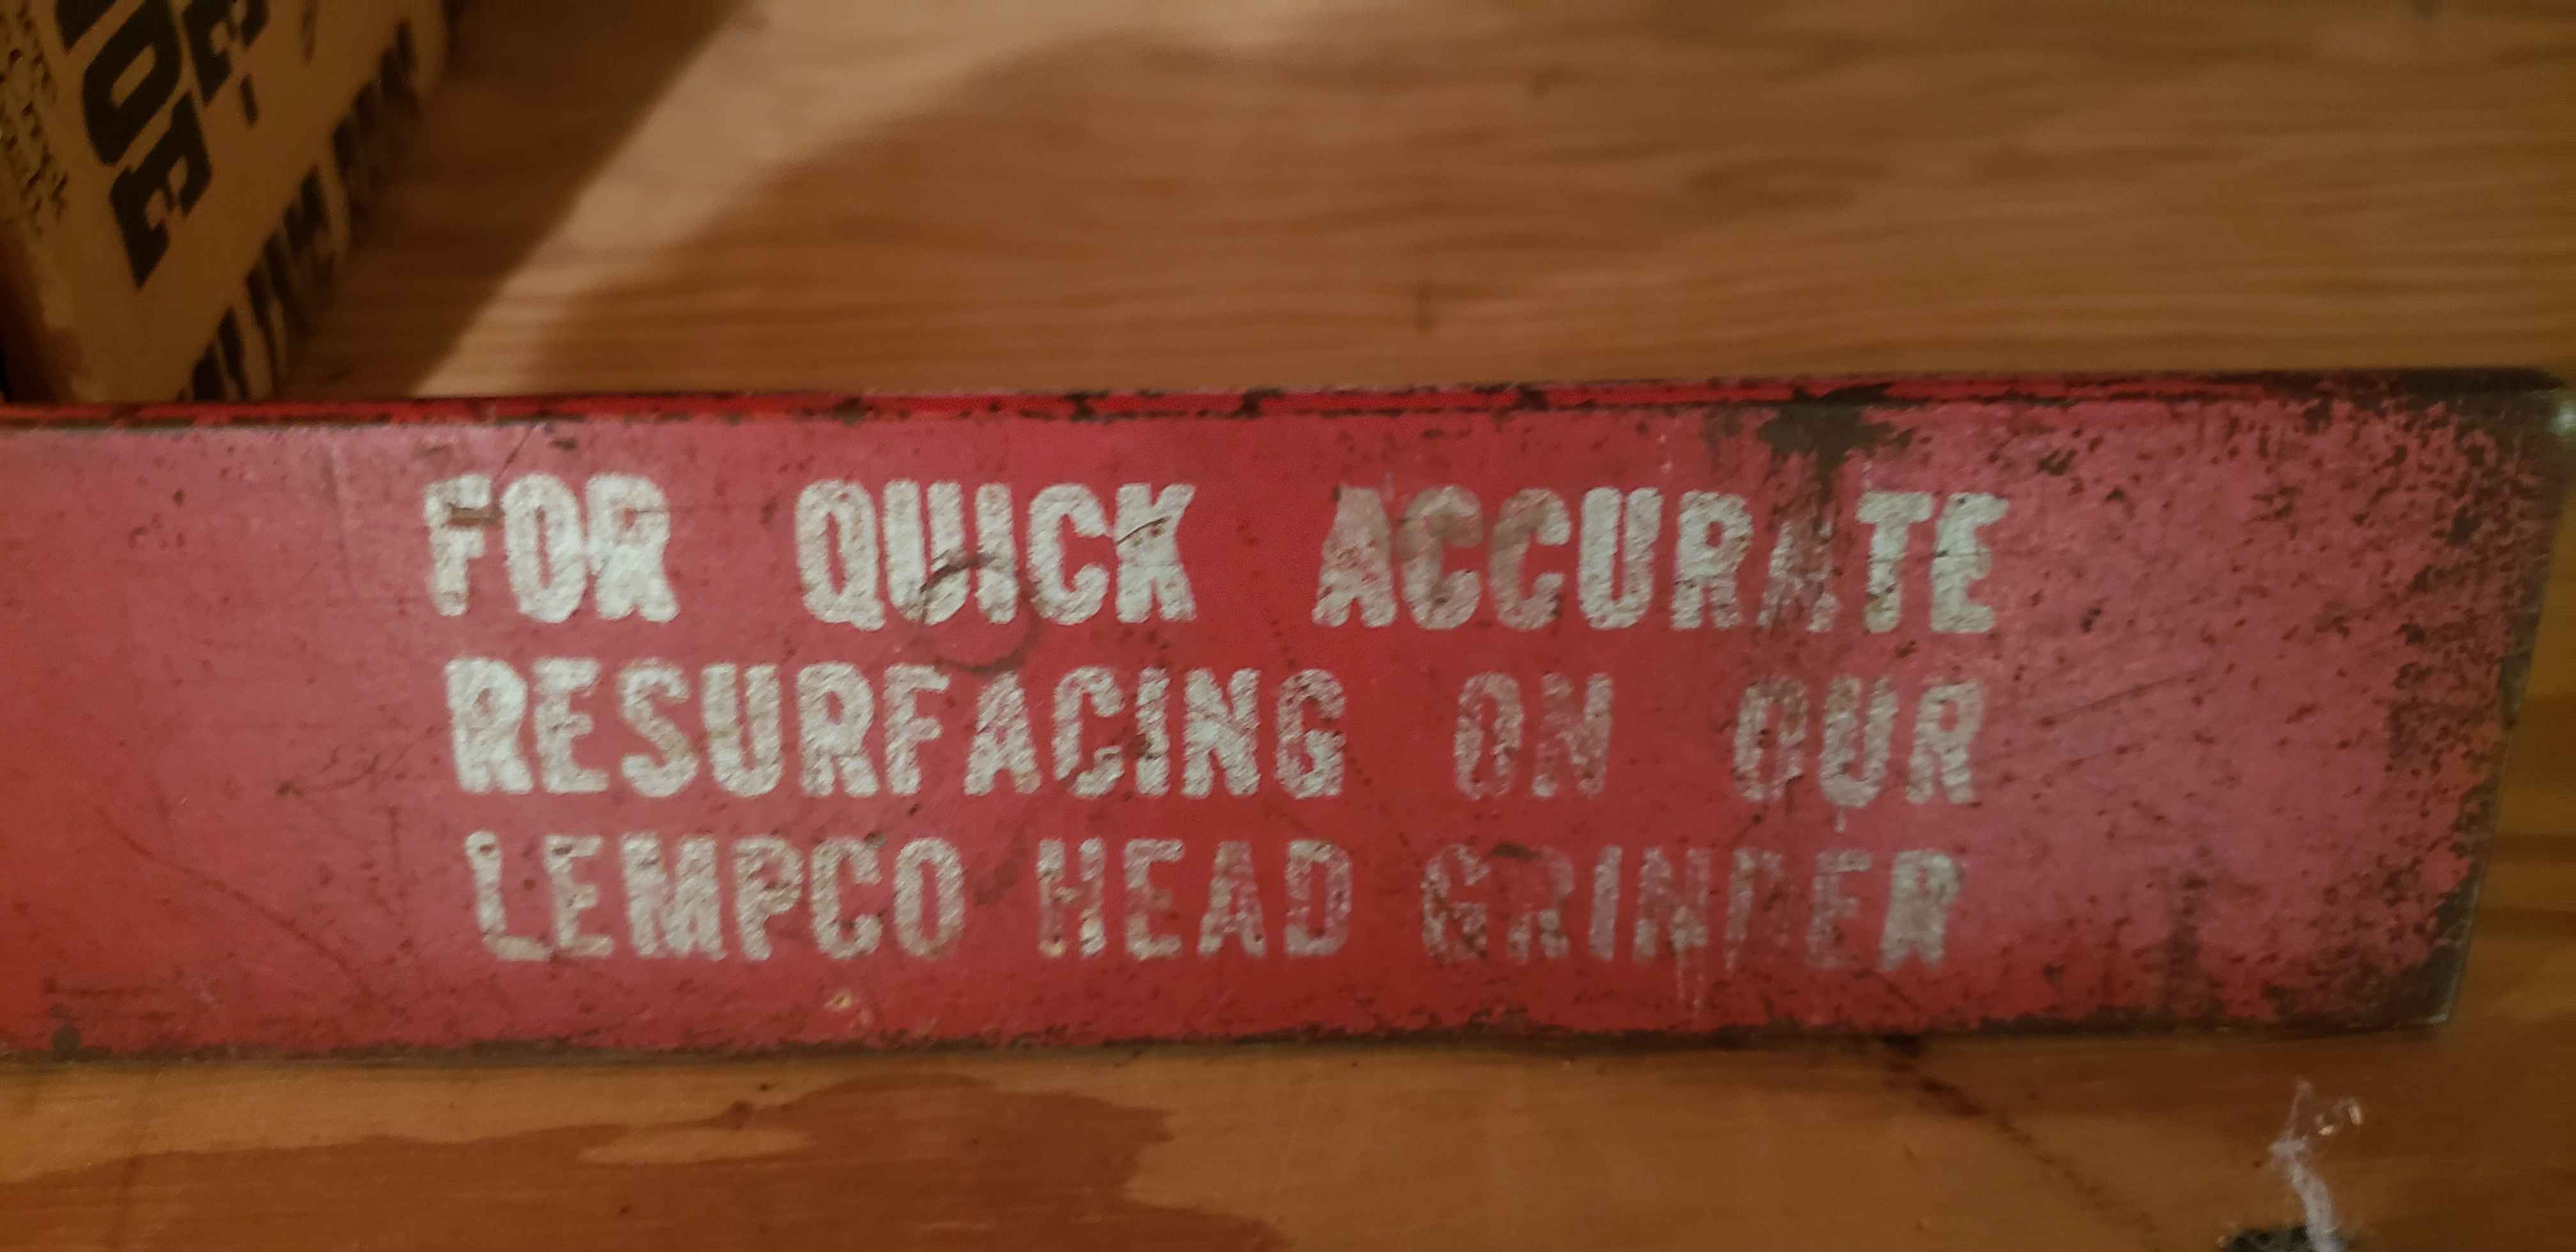 FOR QUICK ACCURATE
RESURFACING ON OUR
LEMPCO HEAD GRINDER